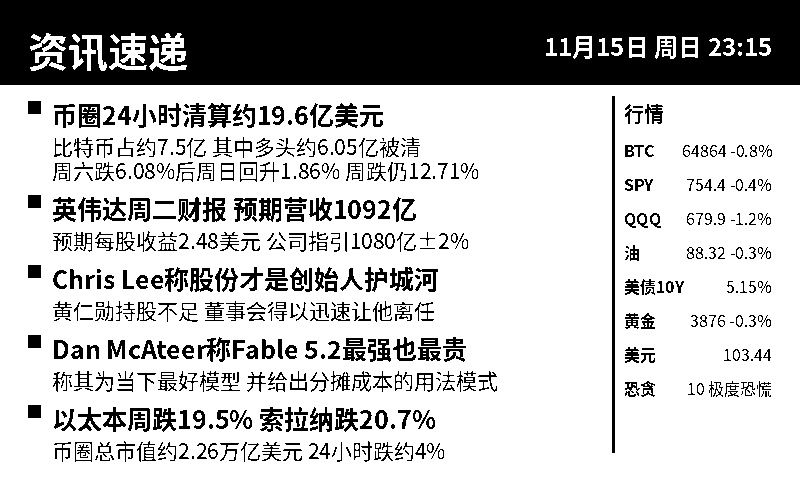 资讯速递
11月15日 周日 23:15
币圈24小时清算约19.6亿美元
比特币占约7.5亿 其中多头约6.05亿被清
周六跌6.08%后周日回升1.86% 周跌仍12.71%
英伟达周二财报 预期营收1092亿
预期每股收益2.48美元 公司指引1080亿±2%
Chris Lee称股份才是创始人护城河
黄仁勋持股不足 董事会得以迅速让他离任
Dan McAteer称Fable 5.2最强也最贵
称其为当下最好模型 并给出分摊成本的用法模式
以太本周跌19.5% 索拉纳跌20.7%
币圈总市值约2.26万亿美元 24小时跌约4%
行情
BTC 64864 -0.8%
SPY 754.4 -0.4%
QQQ 679.9 -1.2%
油 88.32 -0.3%
美债10Y 5.15%
黄金 3876 -0.3%
美元 103.44
恐贪 10 极度恐慌